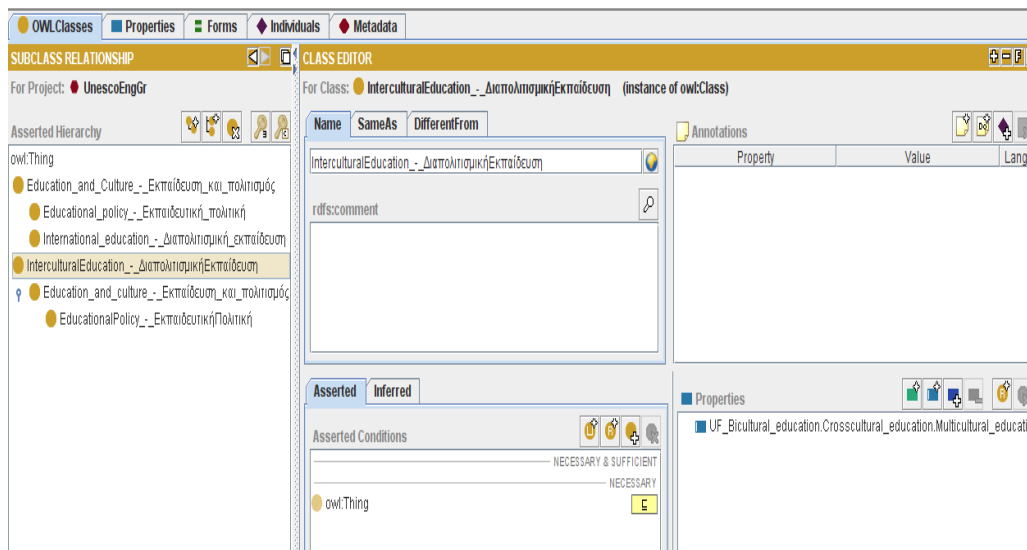 OWLClasses Properties Forms Individuals Metadata
SUBCLASS RELATIONSHIP
For Project: UnescoEngGr
Asserted Hierarchy
owl:Thing
Education_and_Culture_-_Εκπαίδευση_και_πολιτισμός
Educational_policy_-_Εκπαιδευτική_πολιτική
International_education_-_Διαπολιτισμική_εκπαίδευση
InterculturalEducation_-_ΔιαπολιτισμικήΕκπαίδευση
Education_and_culture_-_Εκπαίδευση_και_πολιτισμός
EducationalPolicy_-_ΕκπαιδευτικήΠολιτική
CLASS EDITOR
For Class: InterculturalEducation_-_ΔιαπολιτισμικήΕκπαίδευση (instance of owl:Class)
Name SameAs DifferentFrom
InterculturalEducation_-_ΔιαπολιτισμικήΕκπαίδευση
rdfs:comment
Annotations
Property Value Lang
Asserted Inferred
Asserted Conditions
NECESSARY & SUFFICIENT
NECESSARY
owl:Thing
Properties
UF_Bicultural_education.Crosscultural_education.Multicultural_educati